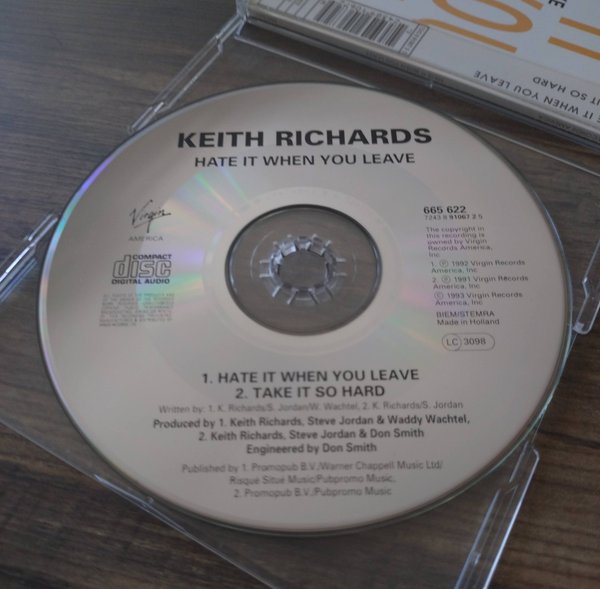 E
IT WHEN YOU LEAVE
IT SO HARD
KEITH RICHARDS
HATE IT WHEN YOU LEAVE
Virgin
AMERICA
COMPACT
disc
DIGITAL AUDIO
665 622
7243 8 91967 2 5
The copyright in
this recording is
owned by Virgin
Records America,
Inc
1. ℗ 1992 Virgin Records
America, Inc
2. ℗ 1991 Virgin Records
America, Inc
© 1993 Virgin Records
America, Inc
BIEM/STEMRA
Made in Holland
LC 3098
1. HATE IT WHEN YOU LEAVE
2. TAKE IT SO HARD
Written by: 1. K. Richards/S. Jordan/W. Wachtel, 2. K. Richards/S. Jordan
Produced by 1. Keith Richards, Steve Jordan & Waddy Wachtel,
2. Keith Richards, Steve Jordan & Don Smith
Engineered by Don Smith
Published by 1. Promopub B.V./Warner Chappell Music Ltd/
Risque Situe Music/Pubpromo Music,
2. Promopub B.V./Pubpromo Music